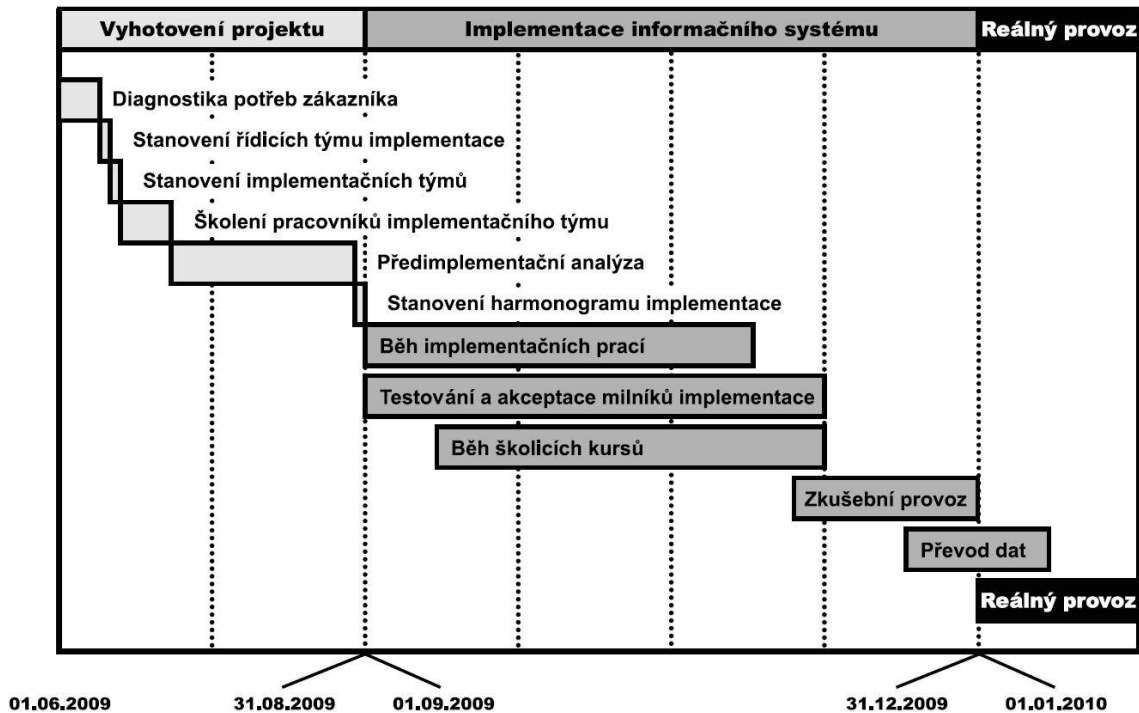 Vyhotovení projektu
Implementace informačního systému
Reálný provoz
Diagnostika potřeb zákazníka
Stanovení řídicích týmu implementace
Stanovení implementačních týmů
Školení pracovníků implementačního týmu
Předimplementační analýza
Stanovení harmonogramu implementace
Běh implementačních prací
Testování a akceptace milníků implementace
Běh školicích kursů
Zkušební provoz
Převod dat
Reálný provoz
01.06.2009
31.08.2009
01.09.2009
31.12.2009
01.01.2010